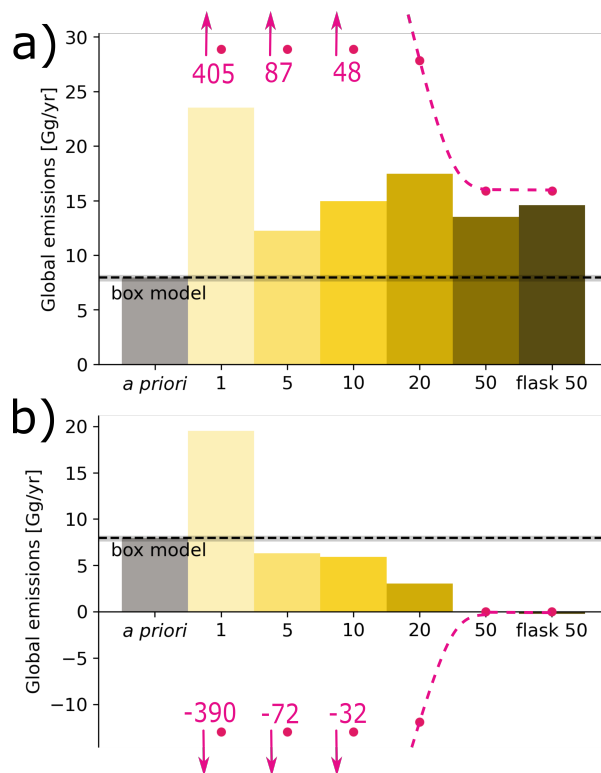 a)
Global emissions [Gg/yr]
30
25
20
15
10
5
0
405 87 48
box model
a priori 1 5 10 20 50 flask 50
b)
Global emissions [Gg/yr]
20
15
10
5
0
−5
−10
box model
a priori 1 5 10 20 50 flask 50
-390 -72 -32